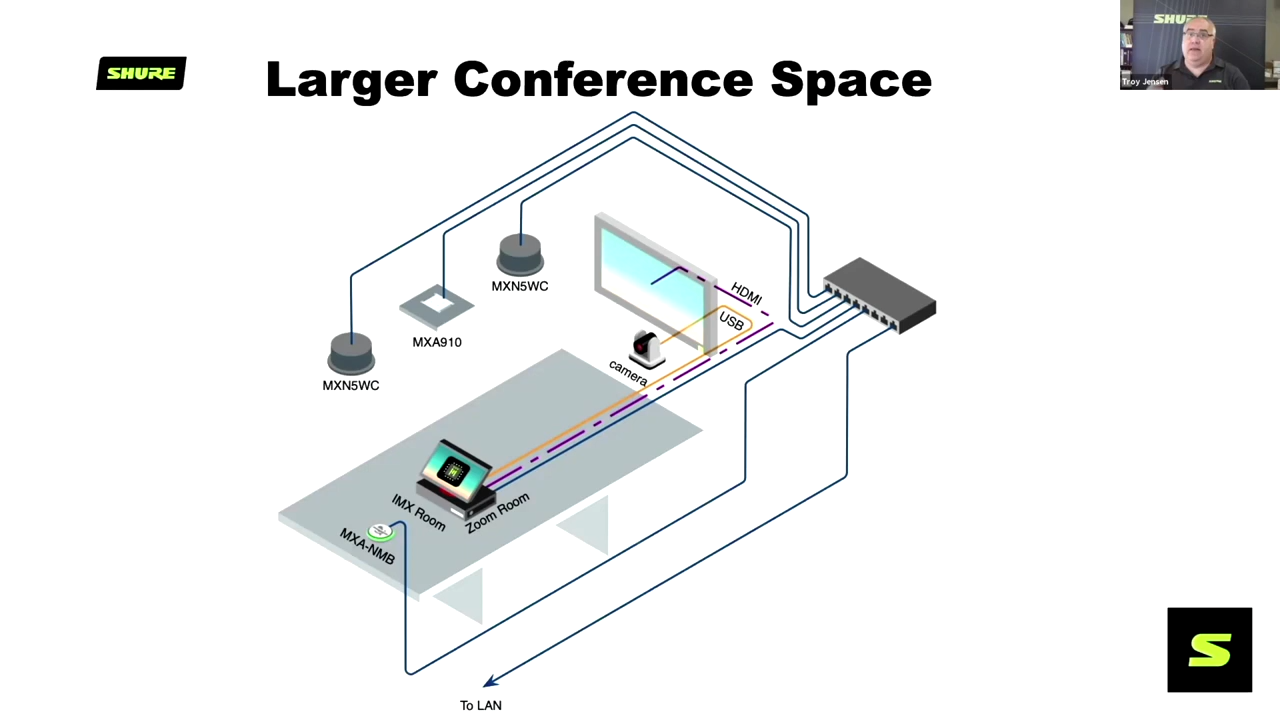 SHURE
Larger Conference Space
SHURE
Troy Jensen
MXN5WC
MXA910
MXN5WC
HDMI
USB
camera
IMX Room
Zoom Room
MXA-NMB
To LAN
S